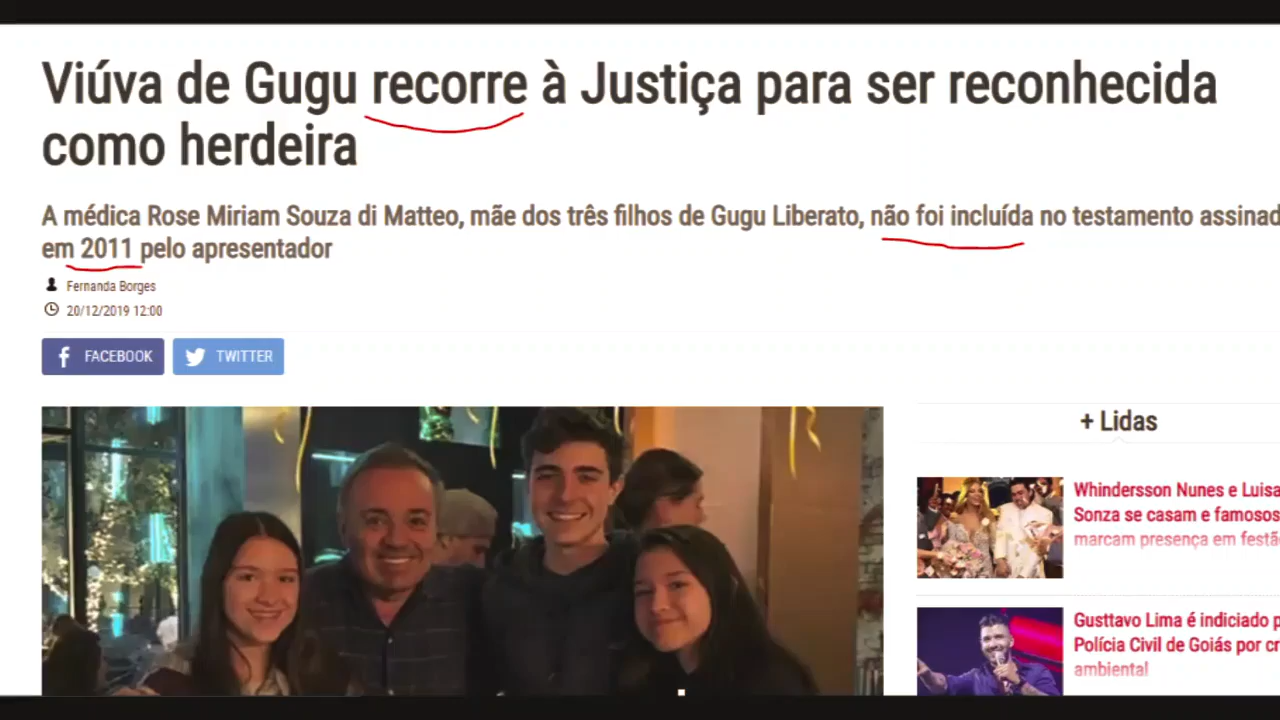 Viúva de Gugu recorre à Justiça para ser reconhecida
como herdeira
A médica Rose Miriam Souza di Matteo, mãe dos três filhos de Gugu Liberato, não foi incluída no testamento assinad
em 2011 pelo apresentador
Fernanda Borges
20/12/2019 12:00
FACEBOOK TWITTER
+ Lidas
Whindersson Nunes e Luisa
Sonza se casam e famosos
marcam presença em festã
Gusttavo Lima é indiciado p
Polícia Civil de Goiás por cr
ambiental